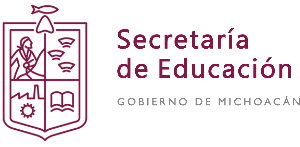 Secretaría
de Educación
GOBIERNO DE MICHOACÁN